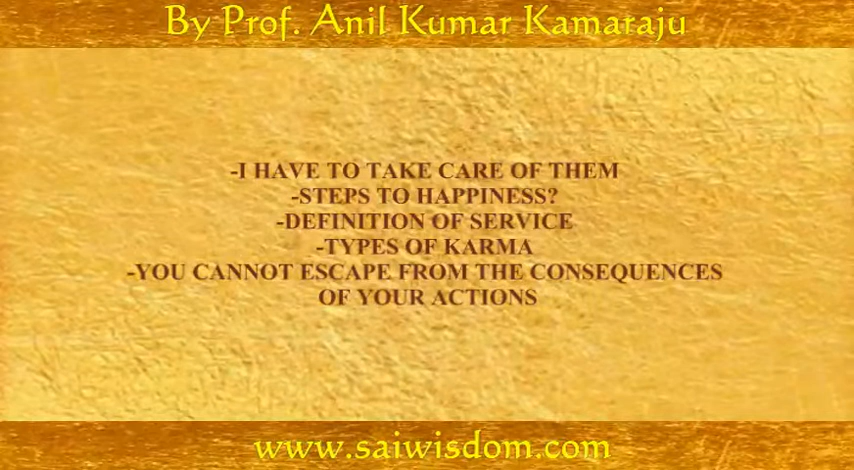 By Prof. Anil Kumar Kamaraju
-I HAVE TO TAKE CARE OF THEM
-STEPS TO HAPPINESS?
-DEFINITION OF SERVICE
-TYPES OF KARMA
-YOU CANNOT ESCAPE FROM THE CONSEQUENCES
OF YOUR ACTIONS
www.saiwisdom.com